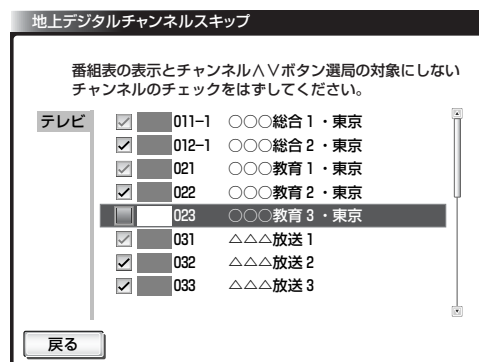 地上デジタルチャンネルスキップ
番組表の表示とチャンネル∧∨ボタン選局の対象にしない
チャンネルのチェックをはずしてください。
テレビ
011-1 ○○○総合1・東京
012-1 ○○○総合2・東京
021 ○○○教育1・東京
022 ○○○教育2・東京
023 ○○○教育3・東京
031 △△△放送1
032 △△△放送2
033 △△△放送3
戻る